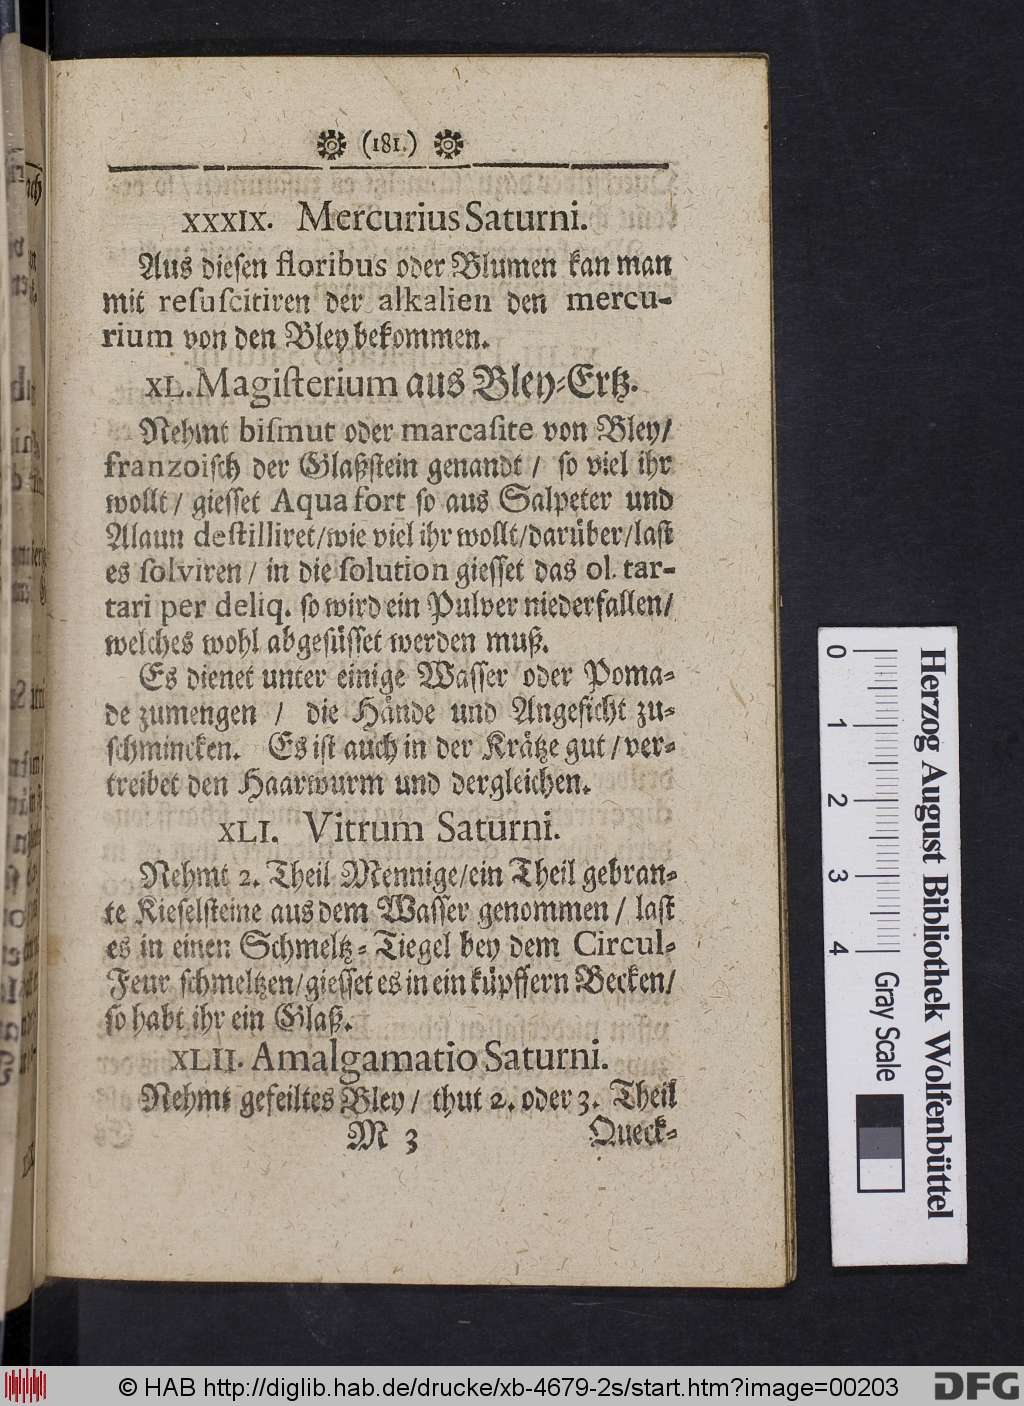 (181.)
XXXIX. Mercurius Saturni.
Aus diesen floribus oder Blumen kan man
mit resuscitiren der alkalien den mercu-
rium von den Bley bekommen.
XL. Magisterium aus Bley-Ertz.
Nehmt bismut oder marcasite von Bley/
franzoisch der Glaßstein genandt / so viel ihr
wollt / giesset Aqua fort so aus Salpeter und
Alaun destilliret/wie viel ihr wollt/darüber/last
es solviren / in die solution giesset das ol. tar-
tari per deliq. so wird ein Pulver niederfallen/
welches wohl abgesüsset werden muß.
Es dienet unter einige Wasser oder Poma-
de zumengen / die Hände und Angesicht zu-
schmincken. Es ist auch in der Krätze gut / ver-
treibet den Haarwurm und dergleichen.
XLI. Vitrum Saturni.
Nehmt 2. Theil Mennige/ein Theil gebran-
te Kieselsteine aus dem Wasser genommen / last
es in einen Schmeltz-Tiegel bey dem Circul-
Feur schmeltzen/giesset es in ein küpffern Becken/
so habt ihr ein Glaß.
XLII. Amalgamatio Saturni.
Nehmt gefeiltes Bley / thut 2. oder 3. Theil
M 3 Queck-
0 1 2 3 4
Gray Scale
Herzog August Bibliothek Wolfenbüttel
© HAB http://diglib.hab.de/drucke/xb-4679-2s/start.htm?image=00203
DFG